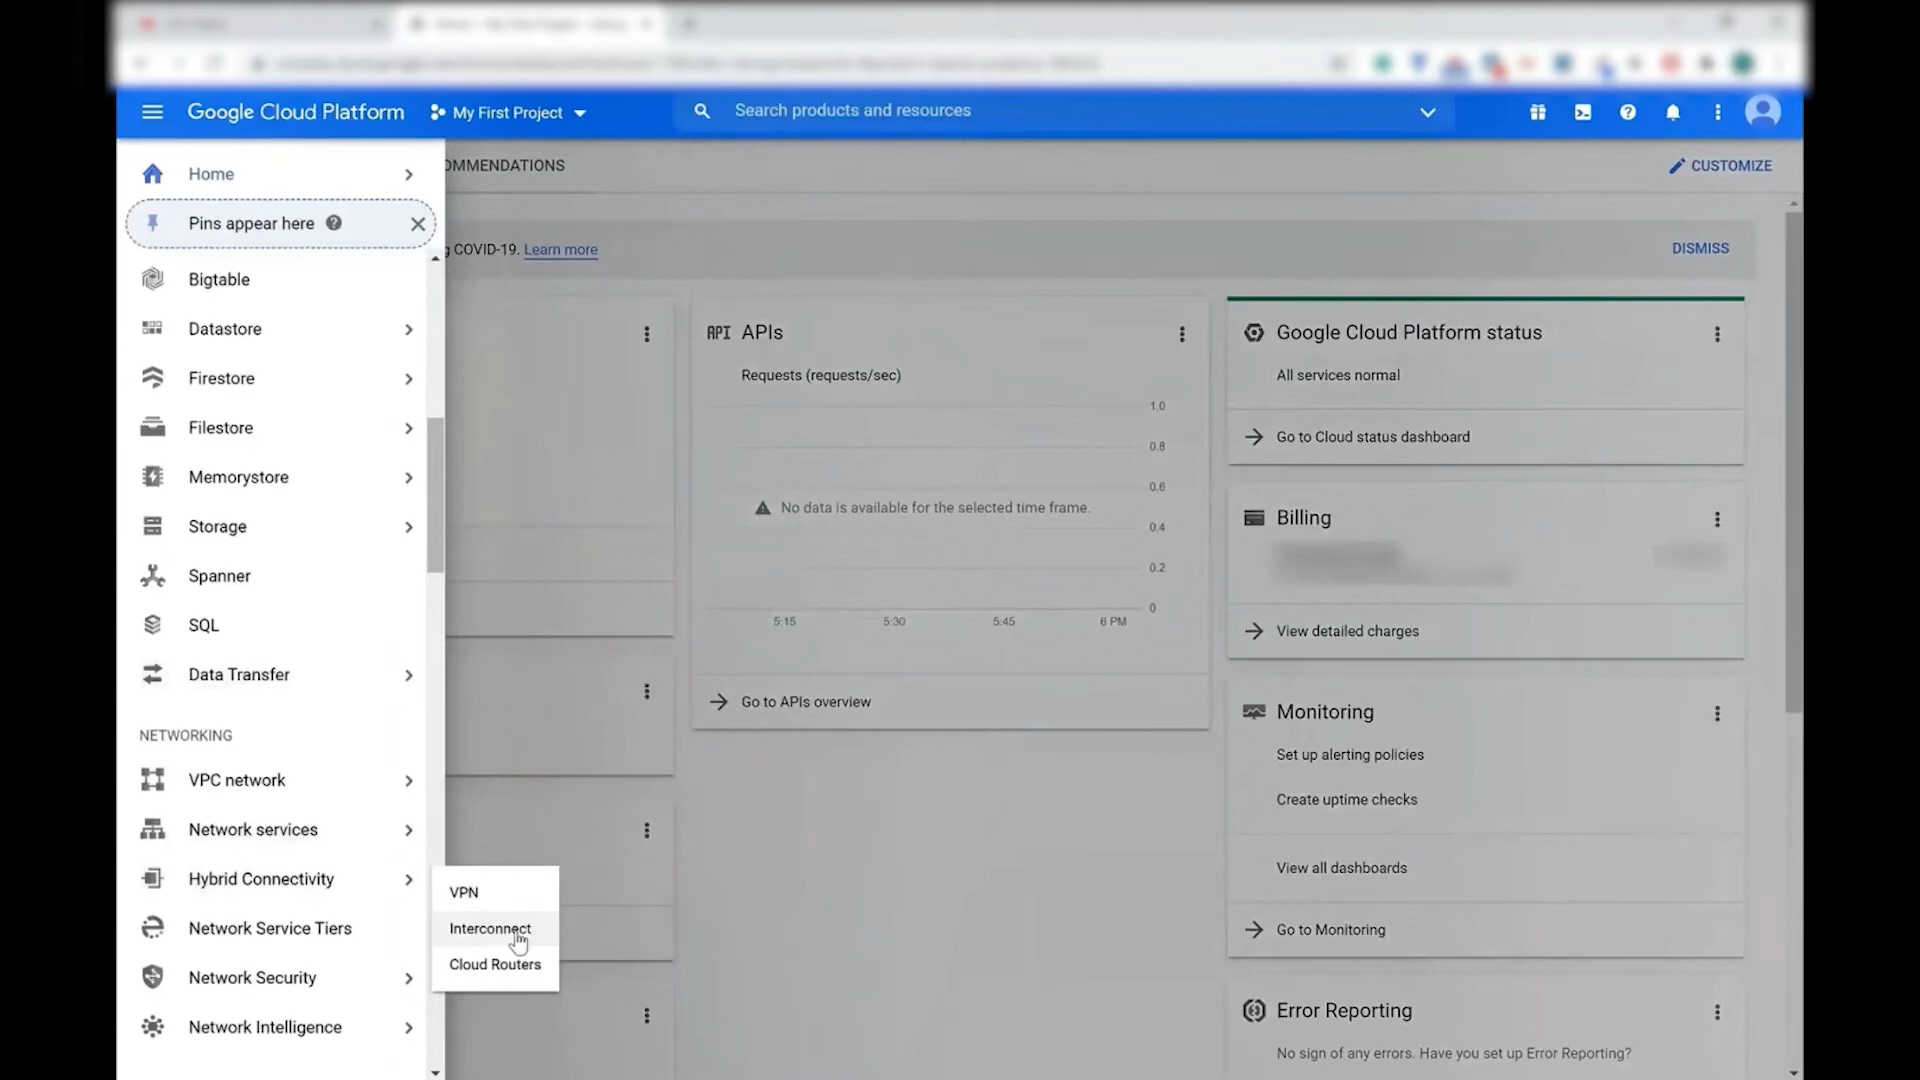 Google Cloud Platform
My First Project
Search products and resources
Home
OMMENDATIONS
CUSTOMIZE
Pins appear here
g COVID-19. Learn more
DISMISS
Bigtable
Datastore
Firestore
Filestore
Memorystore
Storage
Spanner
SQL
Data Transfer
NETWORKING
VPC network
Network services
Hybrid Connectivity
Network Service Tiers
Network Security
Network Intelligence
VPN
Interconnect
Cloud Routers
API APIs
Requests (requests/sec)
1.0
0.8
0.6
No data is available for the selected time frame.
0.4
0.2
0
5:15 5:30 5:45 6 PM
Go to APIs overview
Google Cloud Platform status
All services normal
Go to Cloud status dashboard
Billing
View detailed charges
Monitoring
Set up alerting policies
Create uptime checks
View all dashboards
Go to Monitoring
Error Reporting
No sign of any errors. Have you set up Error Reporting?